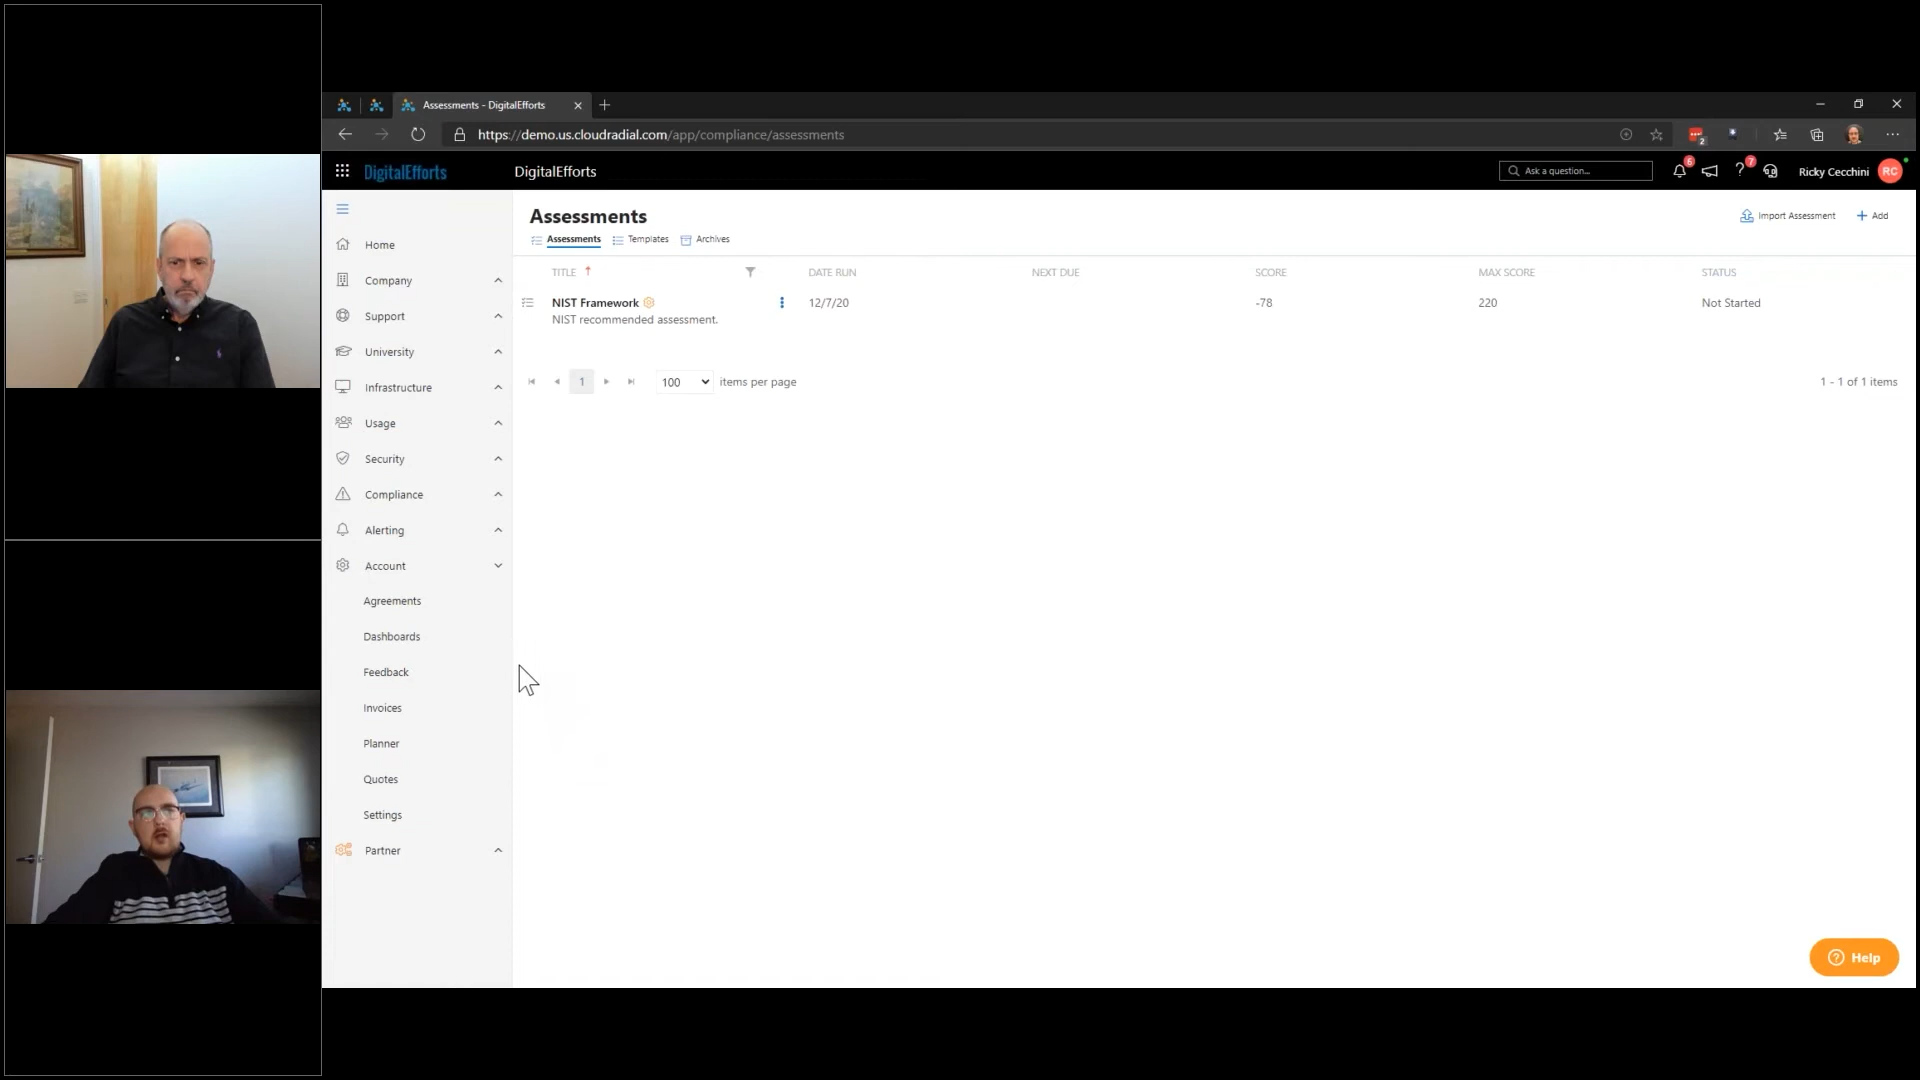 Assessments - DigitalEfforts
https://demo.us.cloudradial.com/app/compliance/assessments
2
DigitalEfforts
DigitalEfforts
Ask a question...
6
7
Ricky Cecchini
RC
Home
Company
Support
University
Infrastructure
Usage
Security
Compliance
Alerting
Account
Agreements
Dashboards
Feedback
Invoices
Planner
Quotes
Settings
Partner
Assessments
Import Assessment
Add
Assessments
Templates
Archives
TITLE DATE RUN NEXT DUE SCORE MAX SCORE STATUS
NIST Framework 12/7/20 -78 220 Not Started
NIST recommended assessment.
1
100
items per page
1 - 1 of 1 items
Help